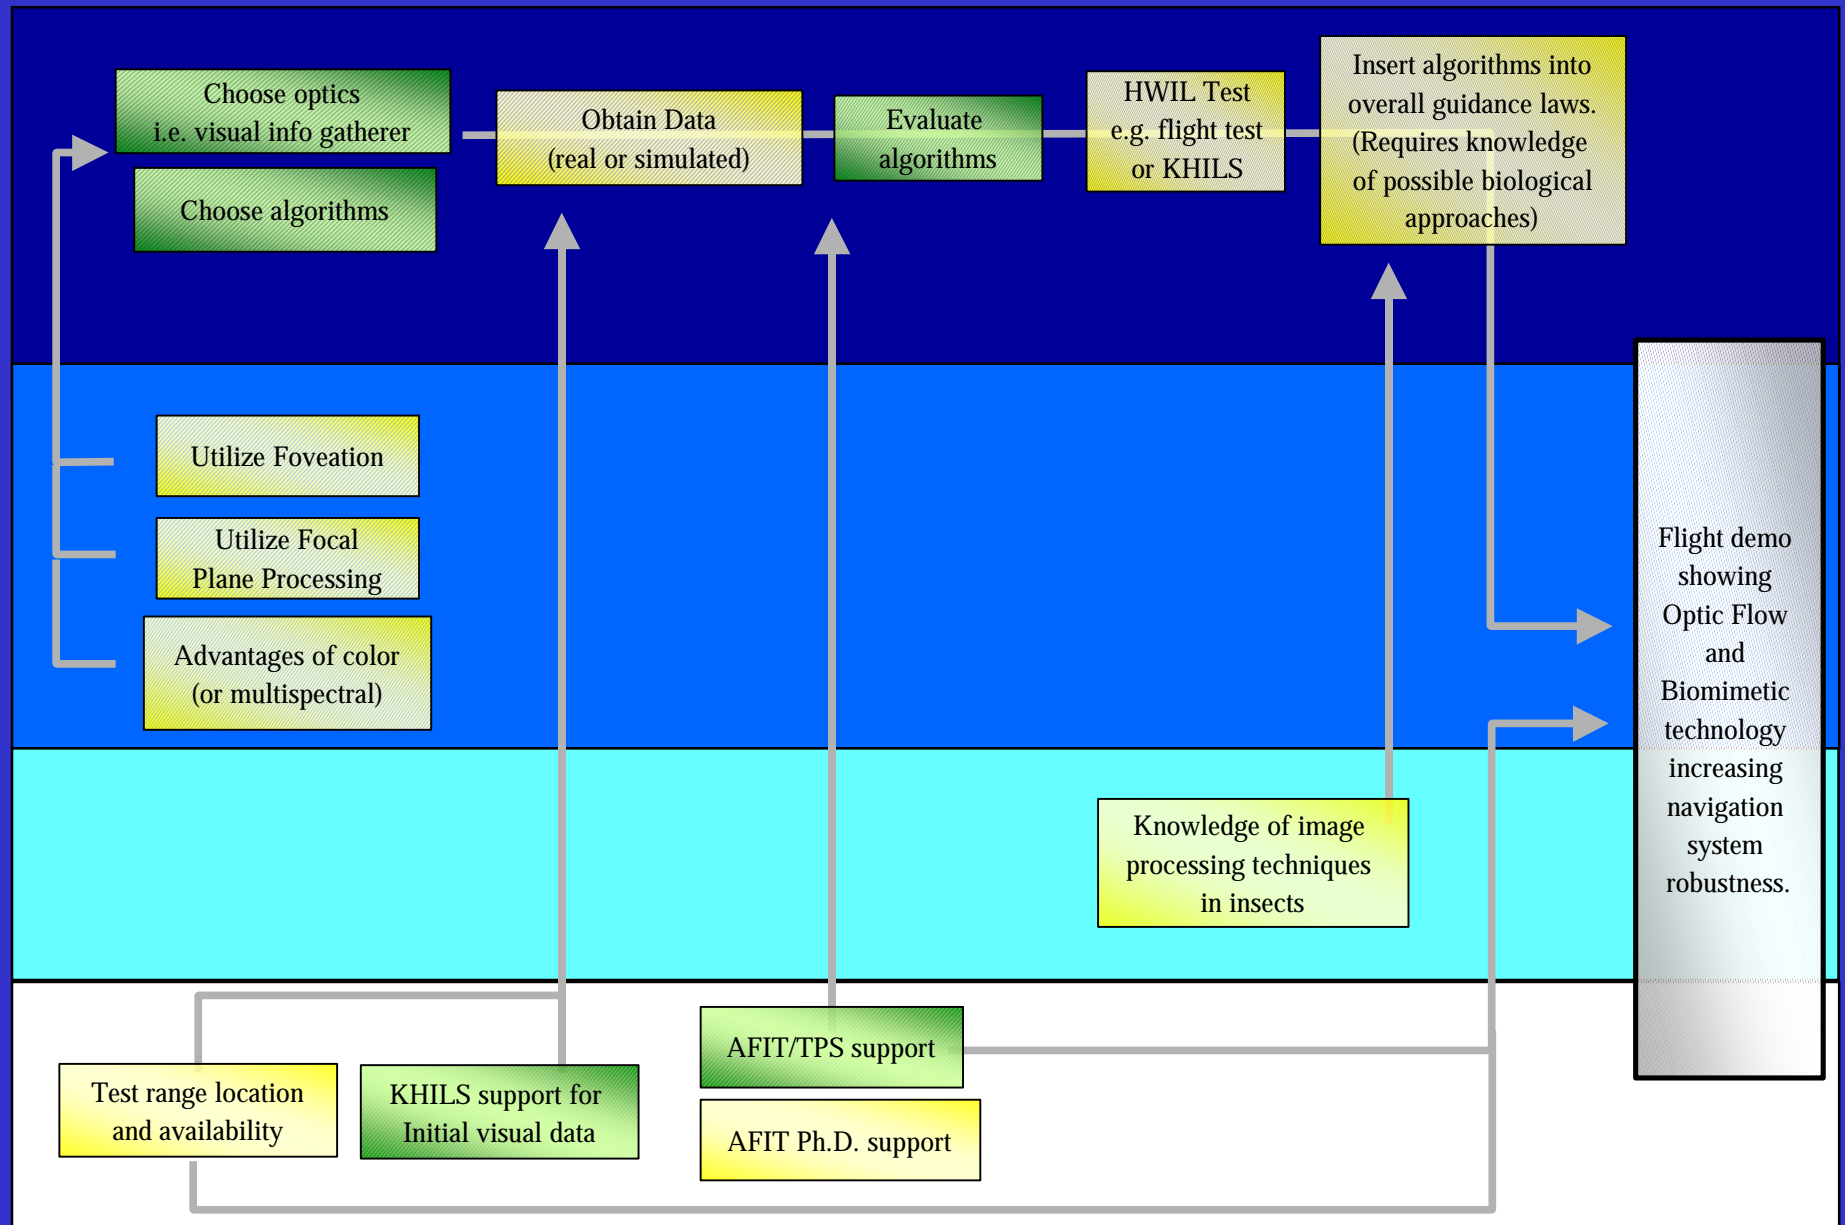 Choose optics
i.e. visual info gatherer
Choose algorithms
Obtain Data
(real or simulated)
Evaluate
algorithms
HWIL Test
e.g. flight test
or KHILS
Insert algorithms into
overall guidance laws.
(Requires knowledge
of possible biological
approaches)
Utilize Foveation
Utilize Focal
Plane Processing
Advantages of color
(or multispectral)
Flight demo
showing
Optic Flow
and
Biomimetic
technology
increasing
navigation
system
robustness.
Knowledge of image
processing techniques
in insects
Test range location
and availability
KHILS support for
Initial visual data
AFIT/TPS support
AFIT Ph.D. support